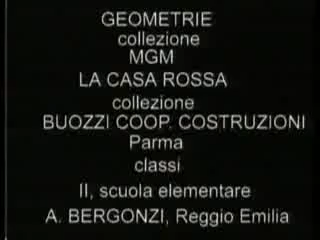 GEOMETRIE
collezione
MGM
LA CASA ROSSA
collezione
BUOZZI COOP. COSTRUZIONI
Parma
classi
II, scuola elementare
A. BERGONZI, Reggio Emilia